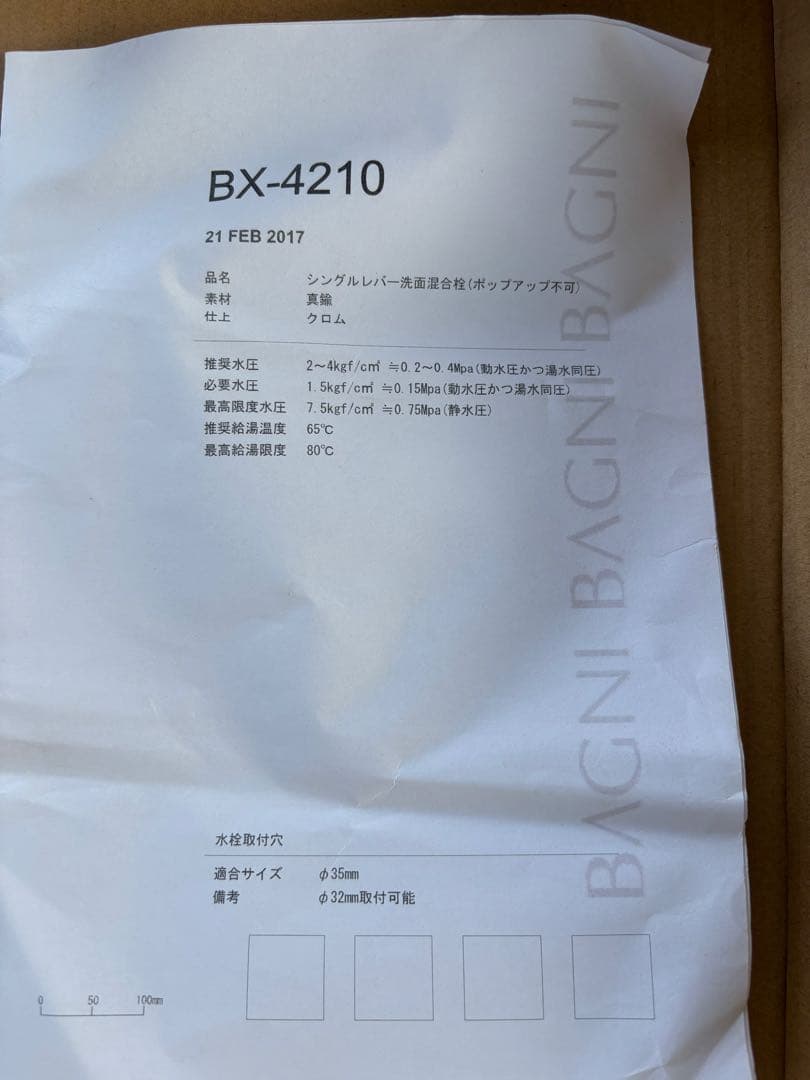 BX-4210
21 FEB 2017
品名 シングルレバー洗面混合栓(ポップアップ不可)
素材 真鍮
仕上 クロム
推奨水圧 2～4kgf/c㎡ ≒0.2～0.4Mpa(動水圧かつ湯水同圧)
必要水圧 1.5kgf/c㎡ ≒0.15Mpa(動水圧かつ湯水同圧)
最高限度水圧 7.5kgf/c㎡ ≒0.75Mpa(静水圧)
推奨給湯温度 65℃
最高給湯限度 80℃
BAGNI BAGNI BAGNI
水栓取付穴
適合サイズ φ35mm
備考 φ32mm取付可能
0 50 100mm